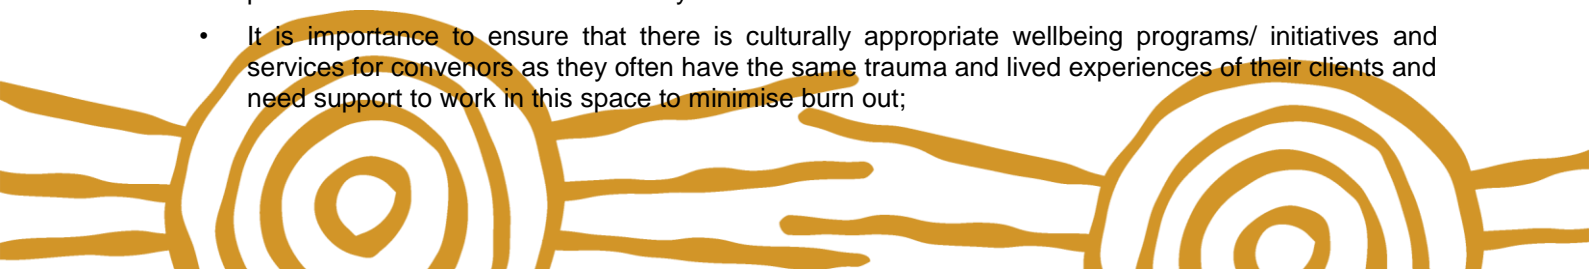 • It is importance to ensure that there is culturally appropriate wellbeing programs/ initiatives and
services for convenors as they often have the same trauma and lived experiences of their clients and
need support to work in this space to minimise burn out;